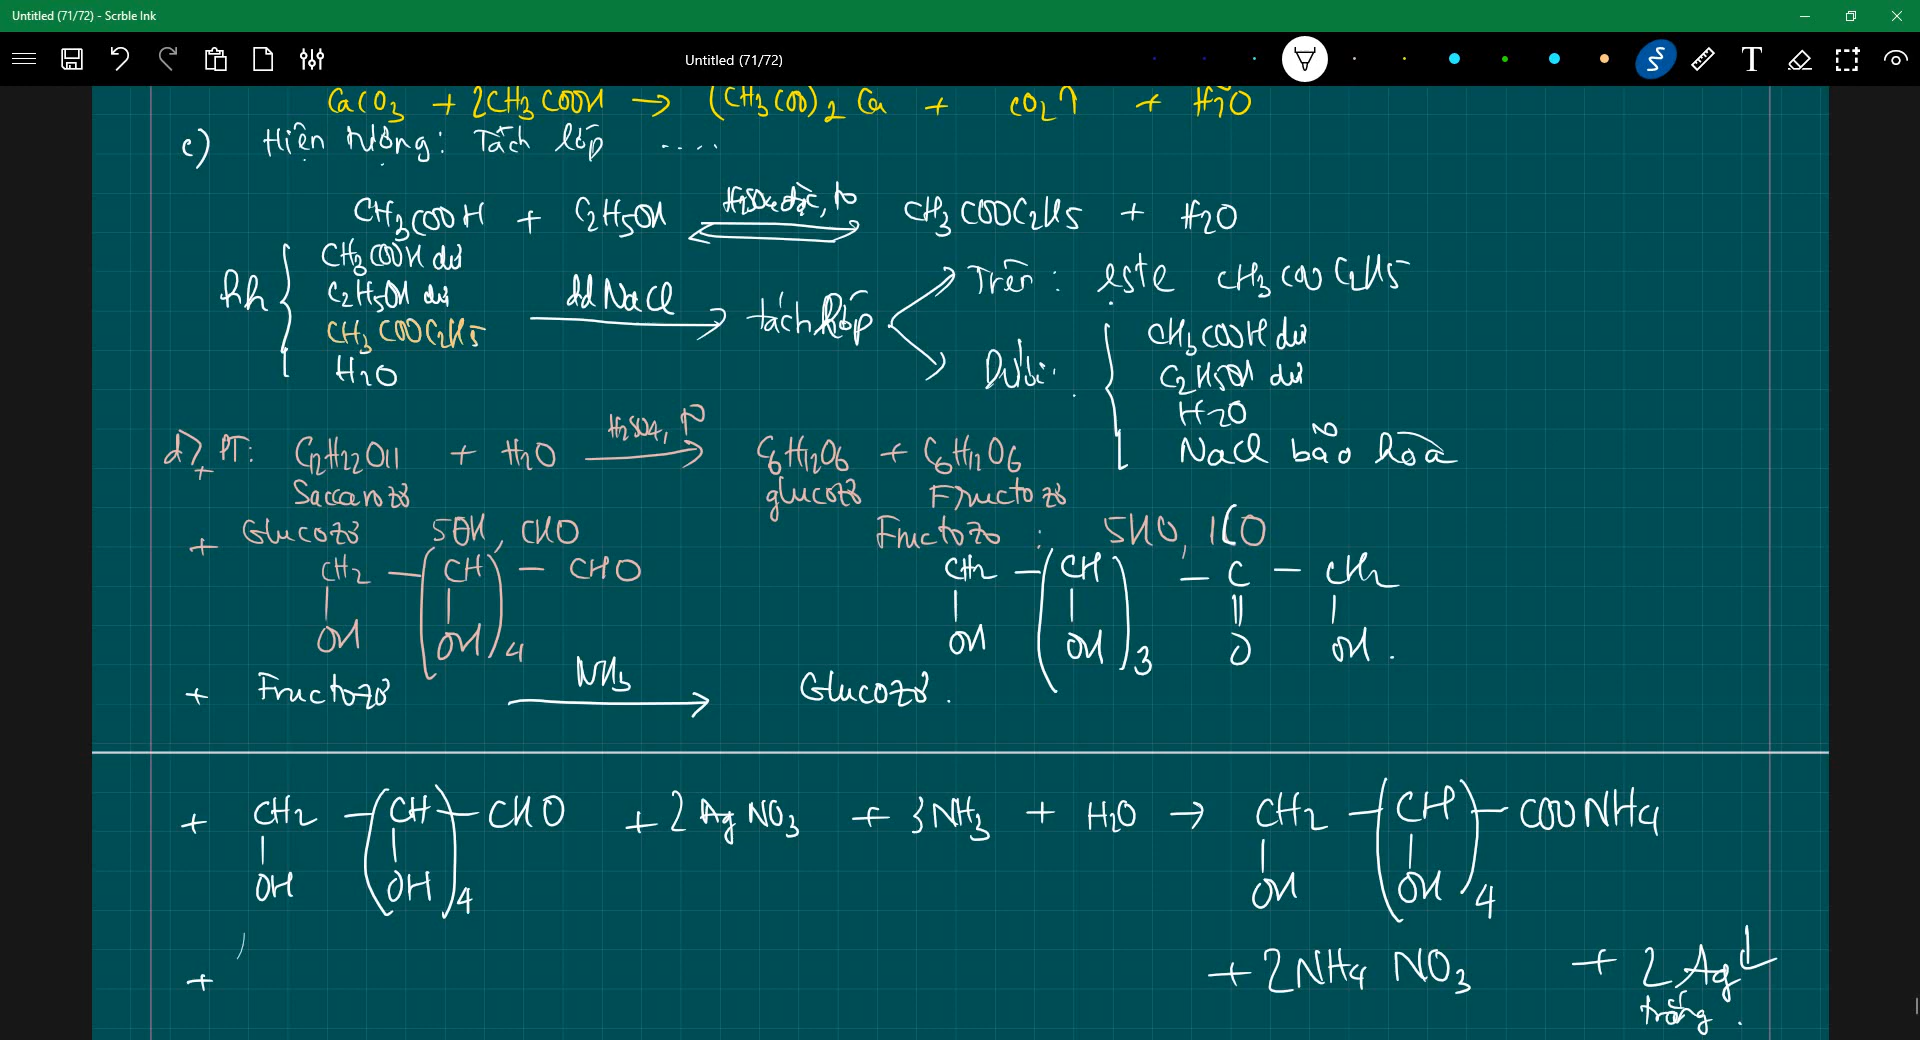 Untitled (71/72) - Scrble Ink
Untitled (71/72)
CaCO3 + 2CH3COOH → (CH3COO)2 Ca + CO2↑ + H2O
c) Hiện tượng: Tách lớp ....
CH3COOH + C2H5OH ⇌ (H2SO4 đặc, t°) CH3COOC2H5 + H2O
hh { CH3COOH dư
C2H5OH dư
CH3COOC2H5
H2O
dd NaCl → tách lớp
Trên: este CH3COOC2H5
Dưới: { CH3COOH dư
C2H5OH dư
H2O
NaCl bão hòa
d) + PT: C12H22O11 + H2O → (H2SO4, t°) C6H12O6 + C6H12O6
Saccarozơ glucozơ Fructozơ
+ Glucozơ 5OH, CHO
CH2 – (CH)4 – CHO
OH OH
Fructozơ : 5HO, 1CO
CH2 – (CH)3 – C – CH2
OH OH O OH.
+ Fructozơ → (NH3) Glucozơ.
+ CH2 – (CH)4 – CHO + 2AgNO3 + 3NH3 + H2O → CH2 – (CH)4 – COONH4
OH OH OH OH
+ + 2NH4NO3 + 2Ag↓
trắng.